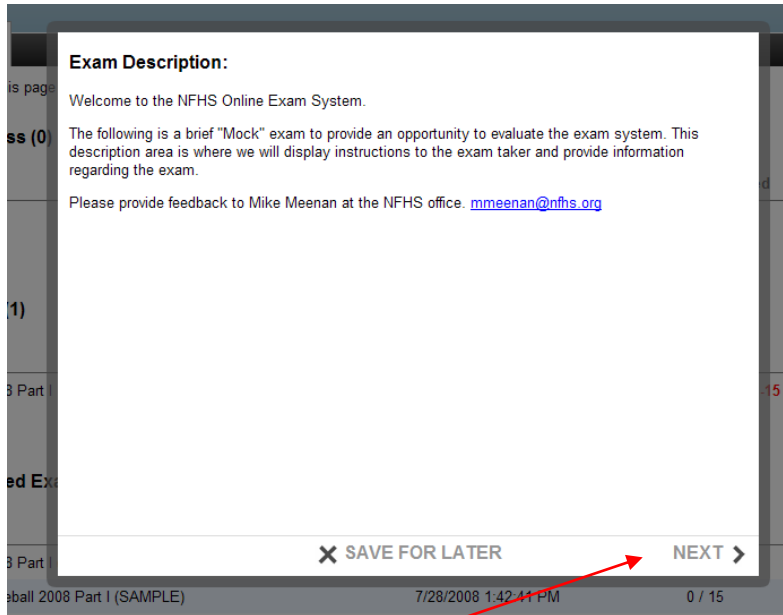 Exam Description:
is page
Welcome to the NFHS Online Exam System.
ss (0)
The following is a brief "Mock" exam to provide an opportunity to evaluate the exam system. This
description area is where we will display instructions to the exam taker and provide information
regarding the exam.
ed
Please provide feedback to Mike Meenan at the NFHS office. mmeenan@nfhs.org
(1)
8 Part I
-15
ed Exa
X SAVE FOR LATER
NEXT >
8 Part I
eball 2008 Part I (SAMPLE) 7/28/2008 1:42:41 PM 0 / 15